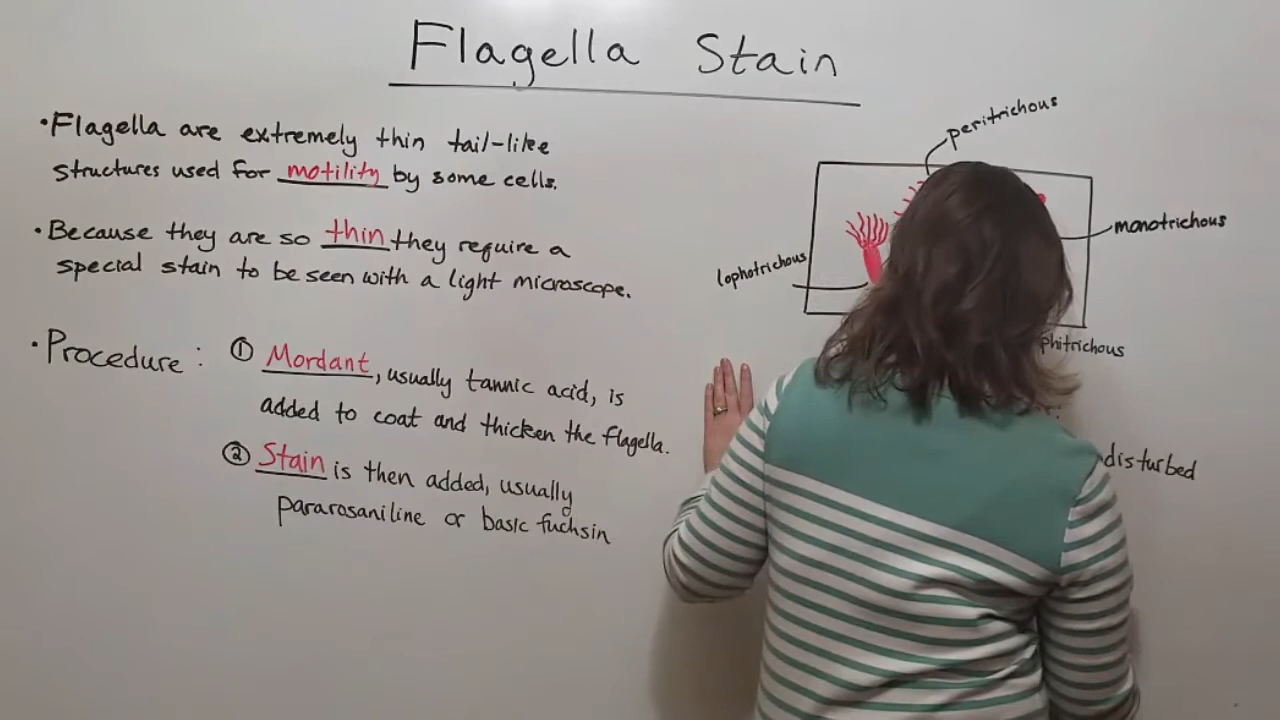 Flagella Stain
• Flagella are extremely thin tail-like
structures used for motility by some cells.
• Because they are so thin they require a
special stain to be seen with a light microscope.
• Procedure: ① Mordant, usually tannic acid, is
added to coat and thicken the flagella.
② Stain is then added, usually
pararosaniline or basic fuchsin
peritrichous
monotrichous
lophotrichous
phitrichous
disturbed